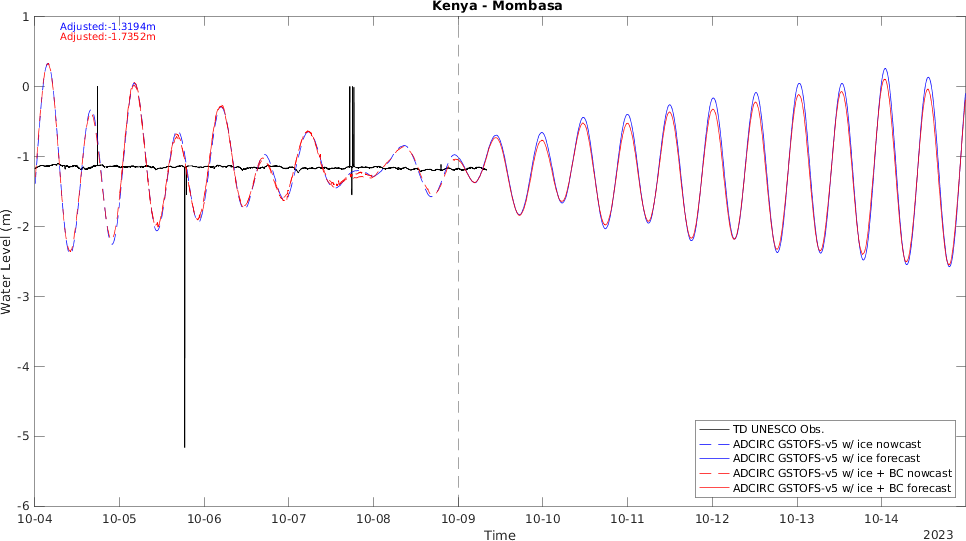 Kenya - Mombasa
Adjusted:-1.3194m
Adjusted:-1.7352m
1
0
-1
-2
-3
-4
-5
-6
Water Level (m)
TD UNESCO Obs.
ADCIRC GSTOFS-v5 w/ ice nowcast
ADCIRC GSTOFS-v5 w/ ice forecast
ADCIRC GSTOFS-v5 w/ ice + BC nowcast
ADCIRC GSTOFS-v5 w/ ice + BC forecast
10-04 10-05 10-06 10-07 10-08 10-09 10-10 10-11 10-12 10-13 10-14
Time
2023